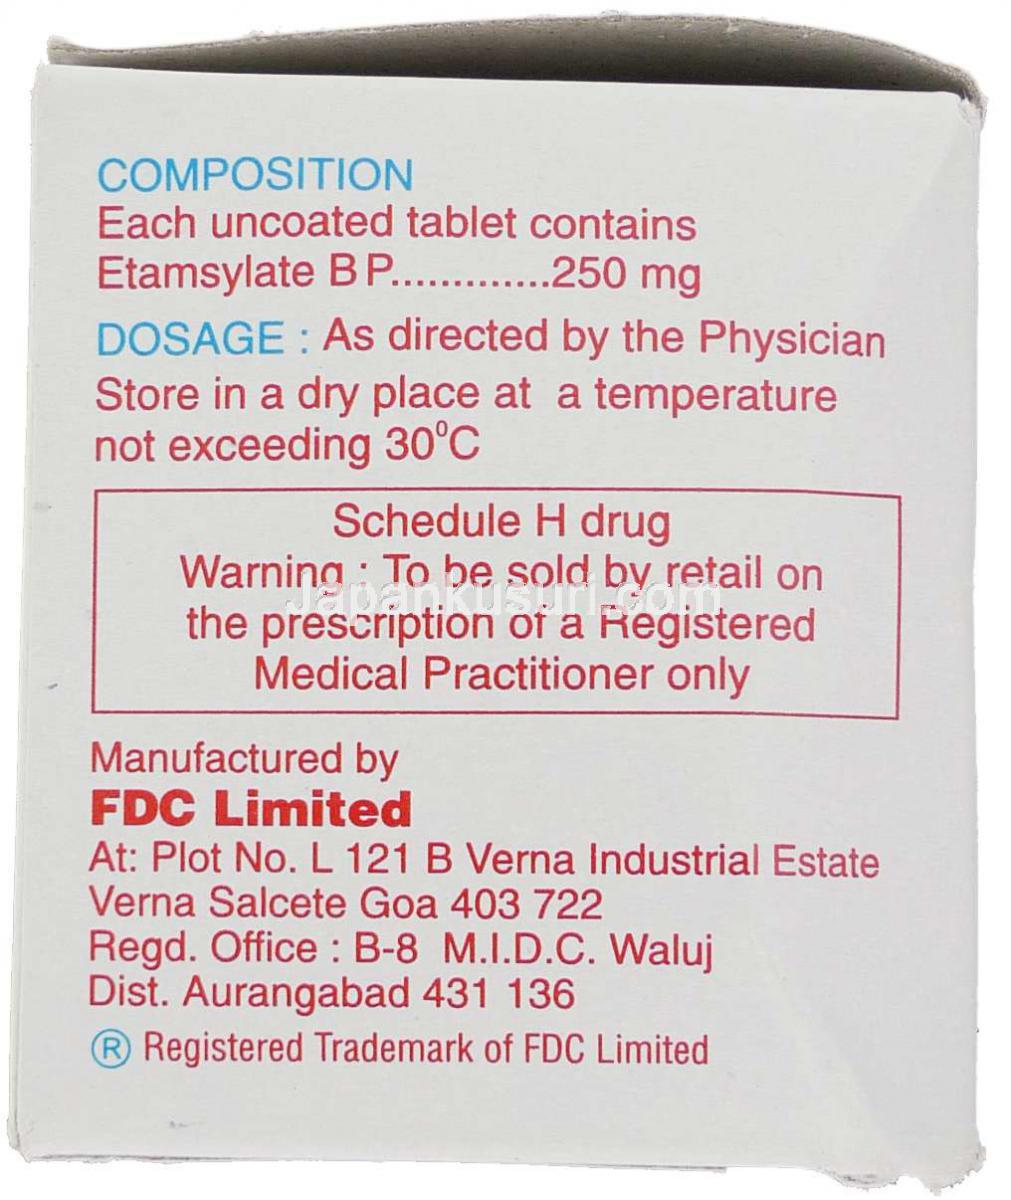 COMPOSITION
Each uncoated tablet contains
Etamsylate B P.............250 mg
DOSAGE : As directed by the Physician
Store in a dry place at a temperature
not exceeding 30°C
Schedule H drug
Warning : To be sold by retail on
Japankusuri.com
the prescription of a Registered
Medical Practitioner only
Manufactured by
FDC Limited
At: Plot No. L 121 B Verna Industrial Estate
Verna Salcete Goa 403 722
Regd. Office : B-8 M.I.D.C. Waluj
Dist. Aurangabad 431 136
® Registered Trademark of FDC Limited